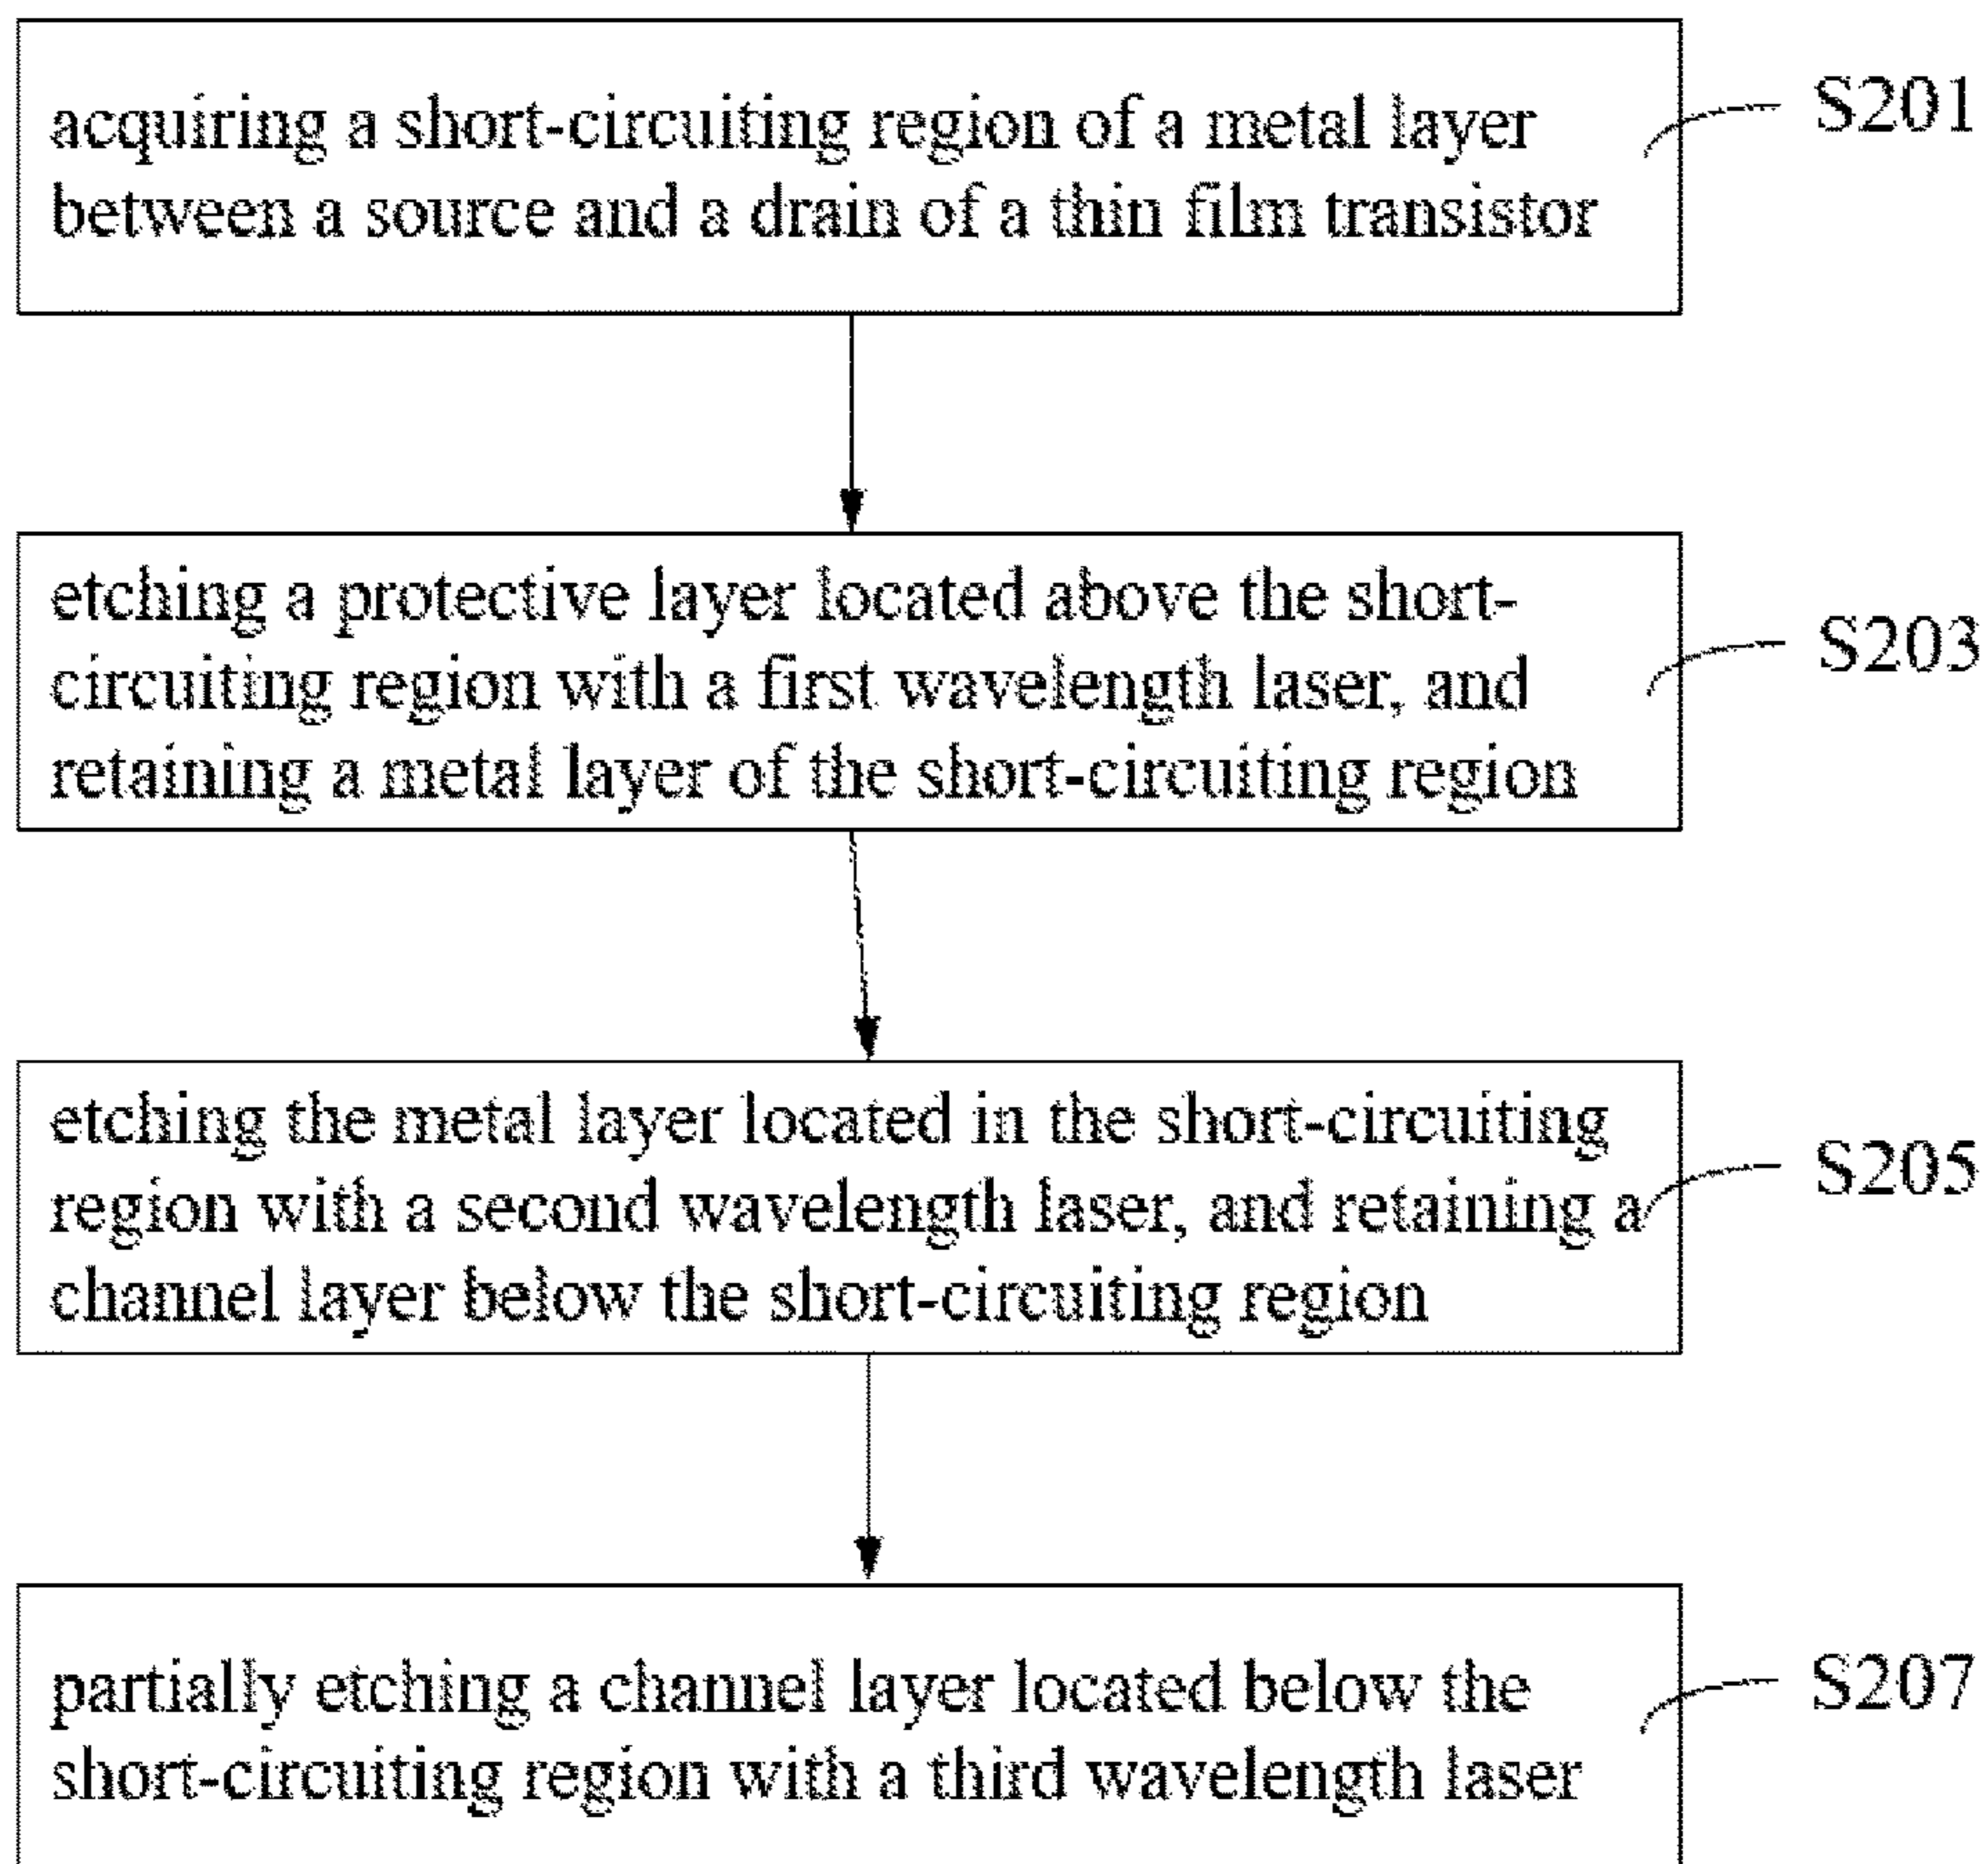 acquiring a short-circuiting region of a metal layer
between a source and a drain of a thin film transistor
S201
etching a protective layer located above the short-
circuiting region with a first wavelength laser, and
retaining a metal layer of the short-circuiting region
S203
etching the metal layer located in the short-circuiting
region with a second wavelength laser, and retaining a
channel layer below the short-circuiting region
S205
partially etching a channel layer located below the
short-circuiting region with a third wavelength laser
S207